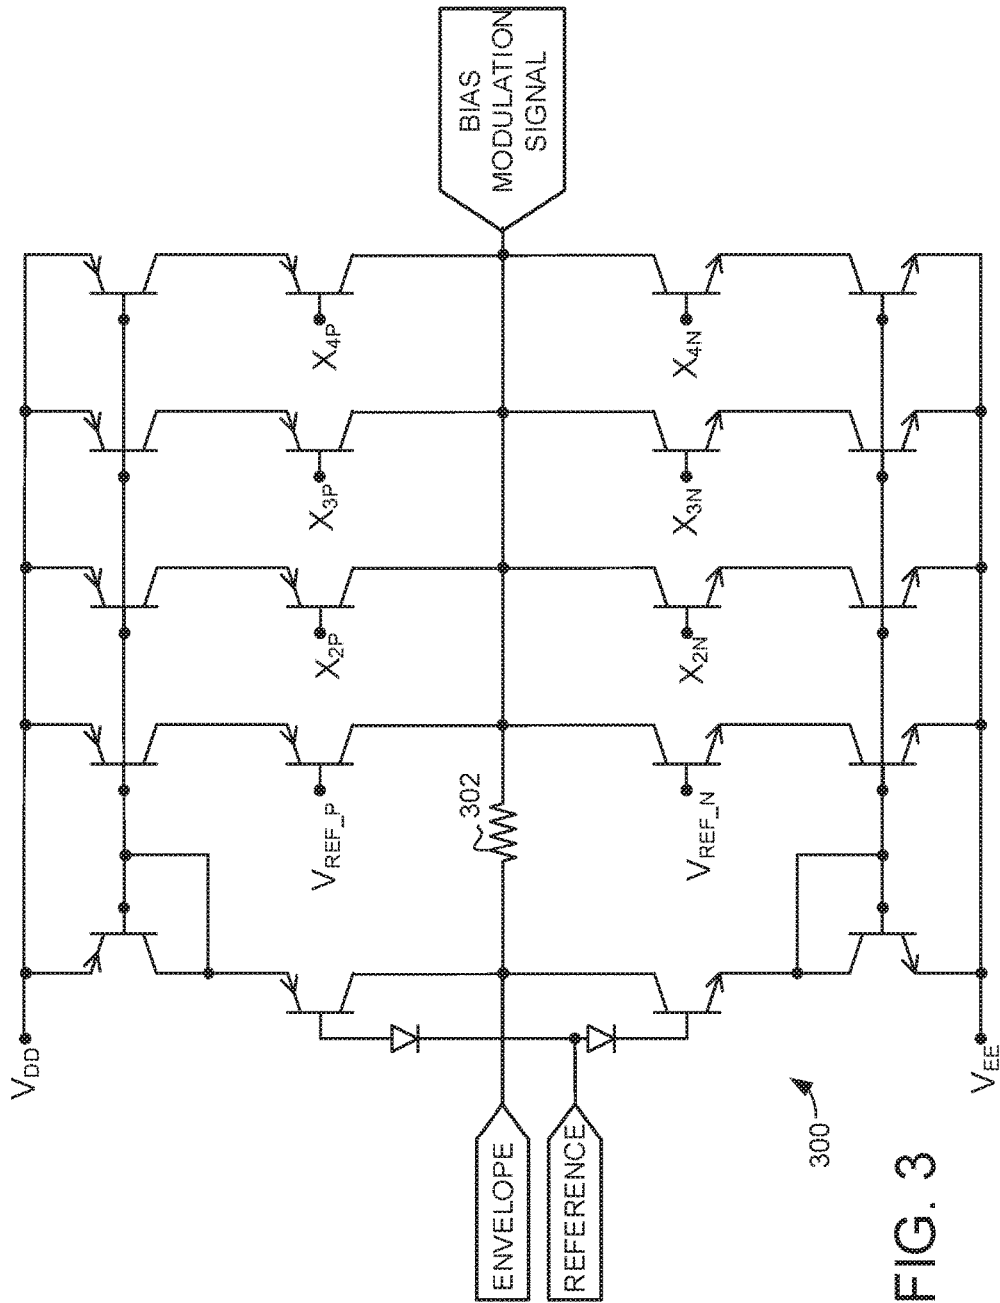 V_DD
V_REF_P
X_2P
X_3P
X_4P
ENVELOPE
REFERENCE
302
BIAS
MODULATION
SIGNAL
V_REF_N
X_2N
X_3N
X_4N
V_EE
300
FIG. 3